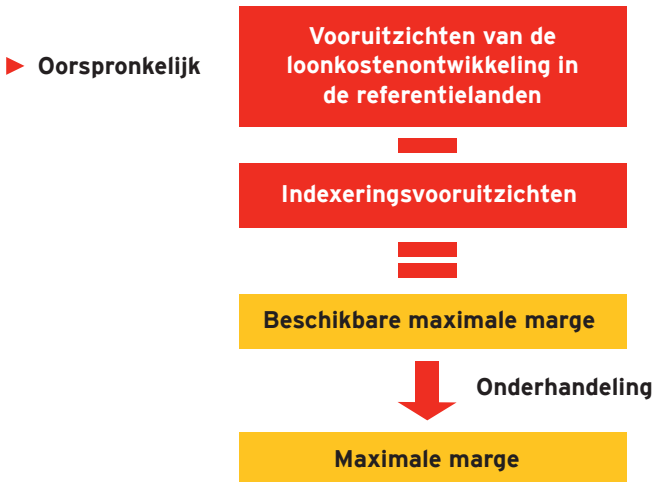 Oorspronkelijk
Vooruitzichten van de
loonkostenontwikkeling in
de referentielanden
Indexeringsvooruitzichten
Beschikbare maximale marge
Onderhandeling
Maximale marge